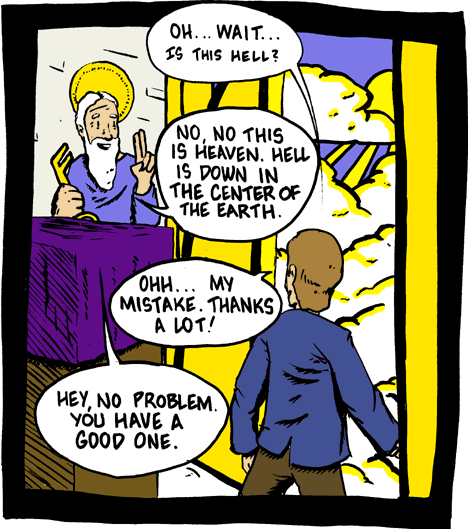 OH...WAIT...
IS THIS HELL?
NO, NO THIS
IS HEAVEN. HELL
IS DOWN IN
THE CENTER OF
THE EARTH.
OHH... MY
MISTAKE. THANKS
A LOT!
HEY, NO PROBLEM.
YOU HAVE A
GOOD ONE.